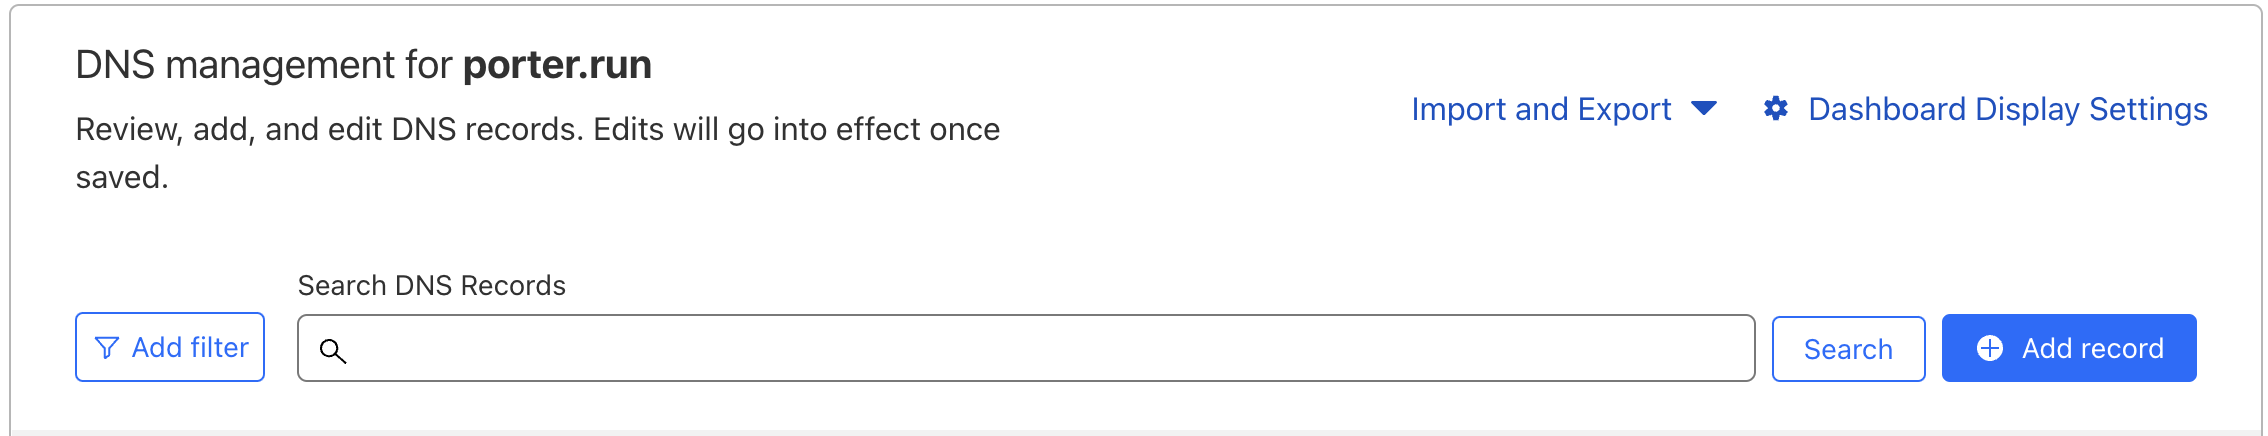 DNS management for porter.run
Review, add, and edit DNS records. Edits will go into effect once
saved.
Import and Export
Dashboard Display Settings
Search DNS Records
Add filter
Search
Add record